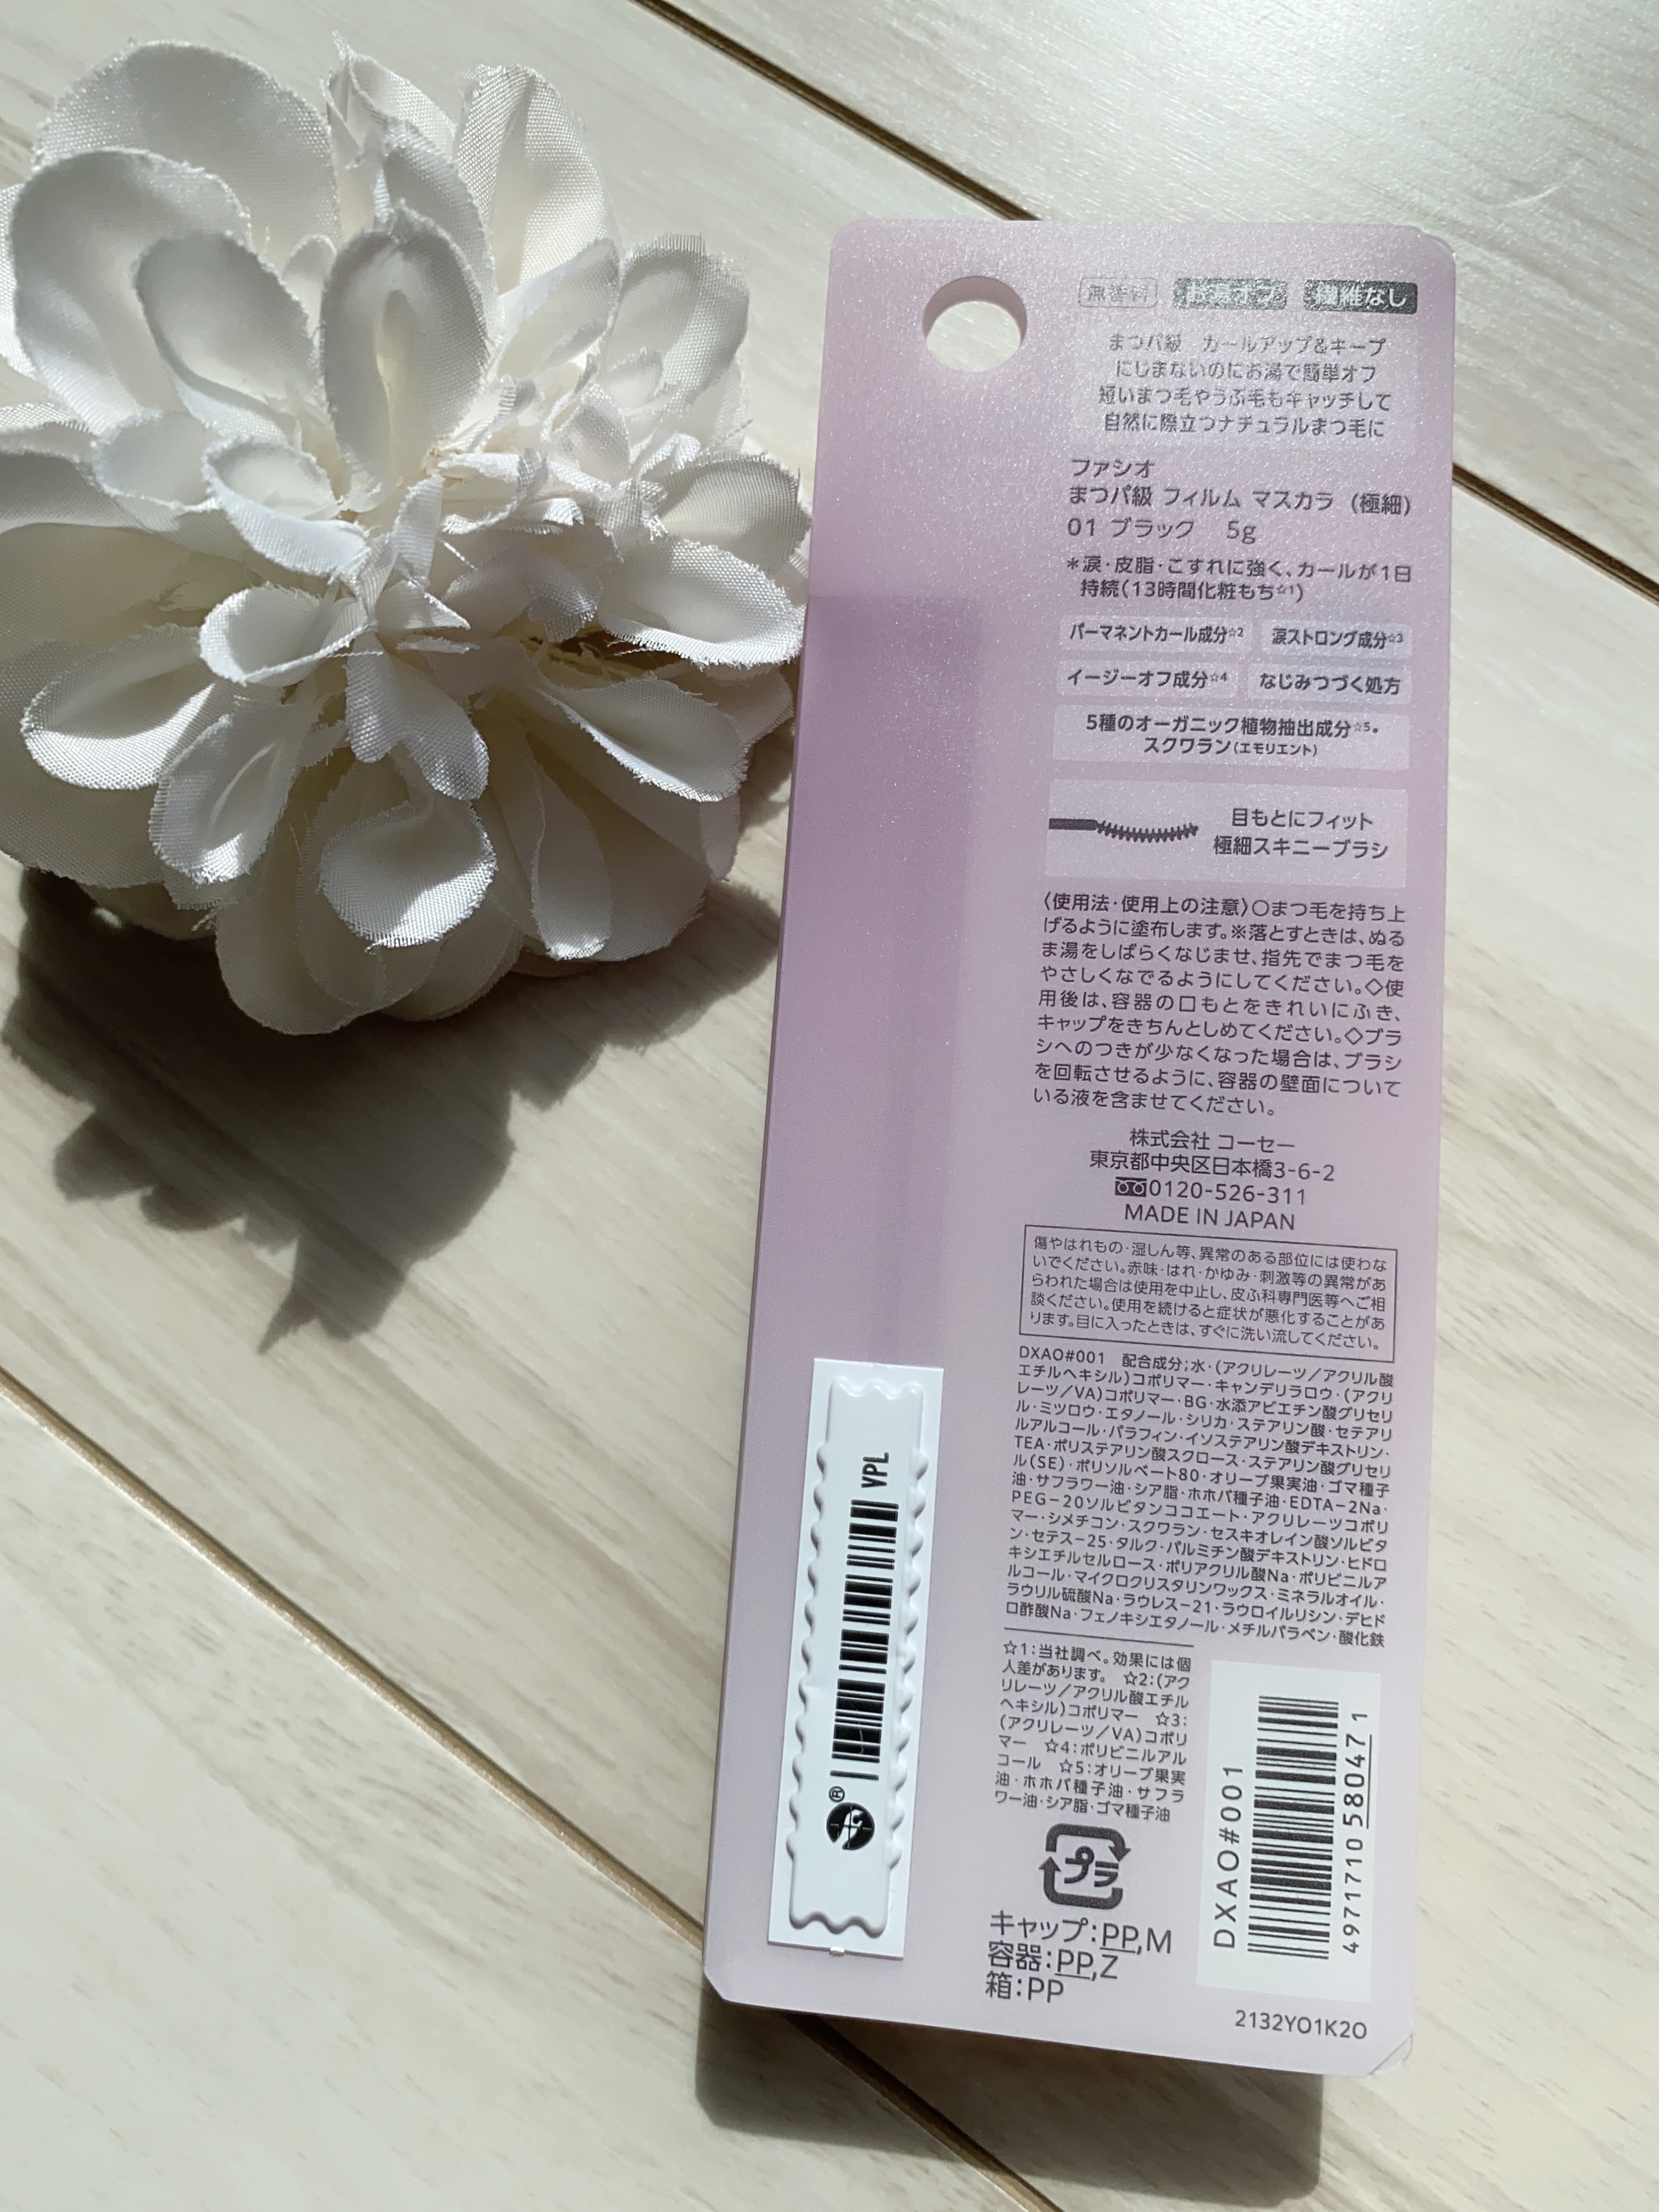 無香料 お湯オフ 繊維なし
まつパ級 カールアップ&キープ
にじまないのにお湯で簡単オフ
短いまつ毛やうぶ毛もキャッチして
自然に際立つナチュラルまつ毛に
ファシオ
まつパ級 フィルム マスカラ (極細)
01 ブラック 5g
*涙・皮脂・こすれに強く、カールが1日
持続(13時間化粧もち☆1)
パーマネントカール成分☆2 涙ストロング成分☆3
イージーオフ成分☆4 なじみつづく処方
5種のオーガニック植物抽出成分☆5・
スクワラン(エモリエント)
目もとにフィット
極細スキニーブラシ
〈使用法・使用上の注意〉○まつ毛を持ち上
げるように塗布します。※落とすときは、ぬる
ま湯をしばらくなじませ、指先でまつ毛を
やさしくなでるようにしてください。◇使
用後は、容器の口もとをきれいにふき、
キャップをきちんとしめてください。◇ブラ
シへのつきが少なくなった場合は、ブラシ
を回転させるように、容器の壁面について
いる液を含ませてください。
株式会社 コーセー
東京都中央区日本橋3-6-2
0120-526-311
MADE IN JAPAN
傷やはれもの・湿しん等、異常のある部位には使わな
いでください。赤味・はれ・かゆみ・刺激等の異常があ
らわれた場合は使用を中止し、皮ふ科専門医等へご相
談ください。使用を続けると症状が悪化することがあ
ります。目に入ったときは、すぐに洗い流してください。
DXAO#001 配合成分;水・(アクリレーツ/アクリル酸
エチルヘキシル)コポリマー・キャンデリラロウ・(アクリ
レーツ/VA)コポリマー・BG・水添アビエチン酸グリセリ
ル・ミツロウ・エタノール・シリカ・ステアリン酸・セテアリ
ルアルコール・パラフィン・イソステアリン酸デキストリン・
TEA・ポリステアリン酸スクロース・ステアリン酸グリセリ
ル(SE)・ポリソルベート80・オリーブ果実油・ゴマ種子
油・サフラワー油・シア脂・ホホバ種子油・EDTA-2Na・
PEG-20ソルビタンココエート・アクリレーツコポリ
マー・シメチコン・スクワラン・セスキオレイン酸ソルビタ
ン・セテス-25・タルク・パルミチン酸デキストリン・ヒドロ
キシエチルセルロース・ポリアクリル酸Na・ポリビニルア
ルコール・マイクロクリスタリンワックス・ミネラルオイル・
ラウリル硫酸Na・ラウレス-21・ラウロイルリシン・デヒド
ロ酢酸Na・フェノキシエタノール・メチルパラベン・酸化鉄
☆1:当社調べ。効果には個
人差があります。 ☆2:(アク
リレーツ/アクリル酸エチル
ヘキシル)コポリマー ☆3:
(アクリレーツ/VA)コポリ
マー ☆4:ポリビニルアル
コール ☆5:オリーブ果実
油・ホホバ種子油・サフラ
ワー油・シア脂・ゴマ種子油
プラ
キャップ:PP,M
容器:PP,Z
箱:PP
DXAO#001
4971710 58047 1
2132YO1K2O
VPL
®